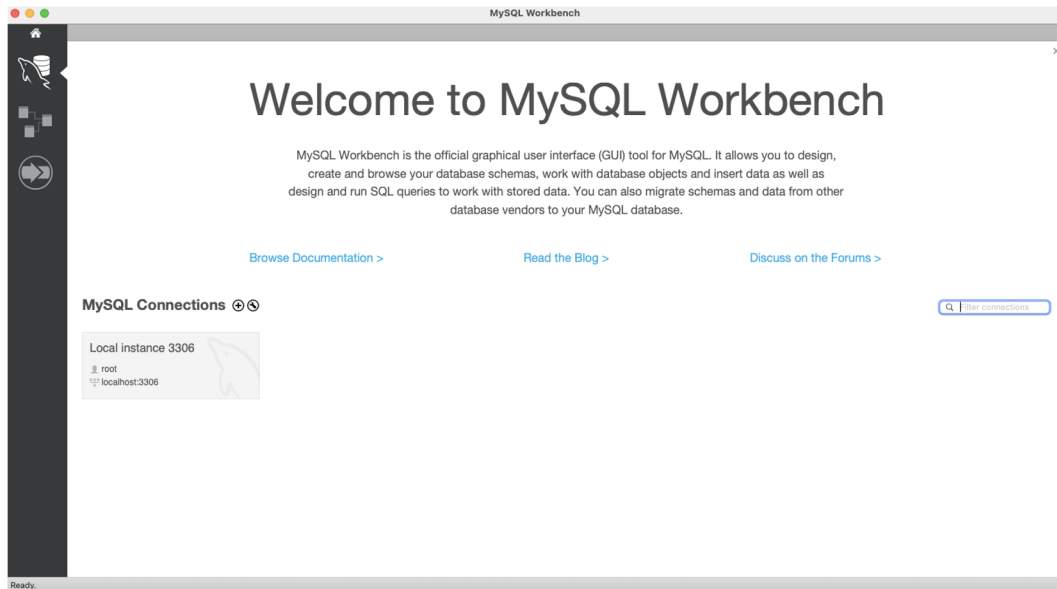 MySQL Workbench
Welcome to MySQL Workbench
MySQL Workbench is the official graphical user interface (GUI) tool for MySQL. It allows you to design,
create and browse your database schemas, work with database objects and insert data as well as
design and run SQL queries to work with stored data. You can also migrate schemas and data from other
database vendors to your MySQL database.
Browse Documentation >
Read the Blog >
Discuss on the Forums >
MySQL Connections
Filter connections
Local instance 3306
root
localhost:3306
Ready.